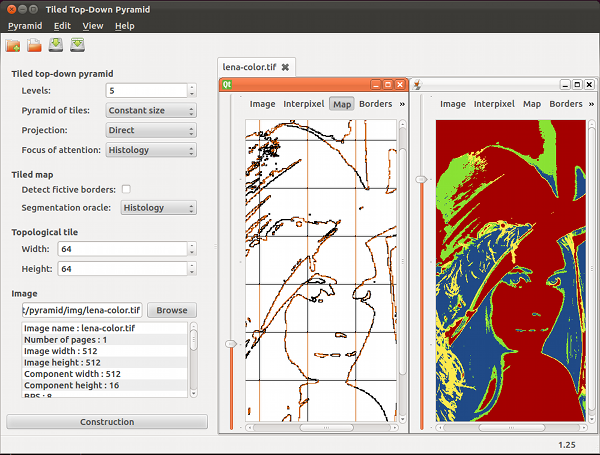 Tiled Top-Down Pyramid
Pyramid Edit View Help
Tiled top-down pyramid
Levels: 5
Pyramid of tiles: Constant size
Projection: Direct
Focus of attention: Histology
Tiled map
Detect fictive borders:
Segmentation oracle: Histology
Topological tile
Width: 64
Height: 64
Image
:/pyramid/img/lena-color.tif Browse
Image name : lena-color.tif
Number of pages : 1
Image width : 512
Image height : 512
Component width : 512
Component height : 16
BPS : 8
Construction
lena-color.tif
Qt
Image Interpixel Map Borders »
Image Interpixel Map Borders »
1.25